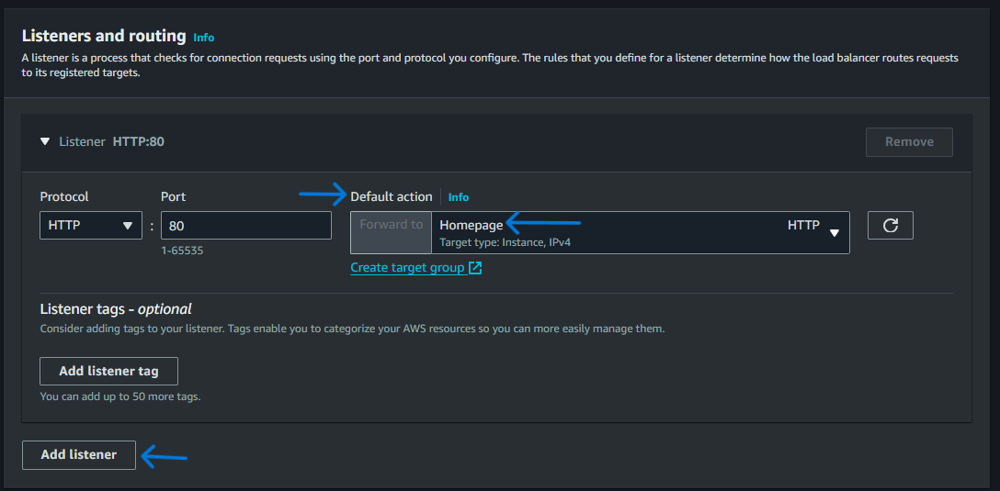 Listeners and routing Info
A listener is a process that checks for connection requests using the port and protocol you configure. The rules that you define for a listener determine how the load balancer routes requests
to its registered targets.
Listener HTTP:80
Remove
Protocol
Port
Default action
Info
HTTP
:
80
Forward to
Homepage
HTTP
Target type: Instance, IPv4
1-65535
Create target group
Listener tags - optional
Consider adding tags to your listener. Tags enable you to categorize your AWS resources so you can more easily manage them.
Add listener tag
You can add up to 50 more tags.
Add listener